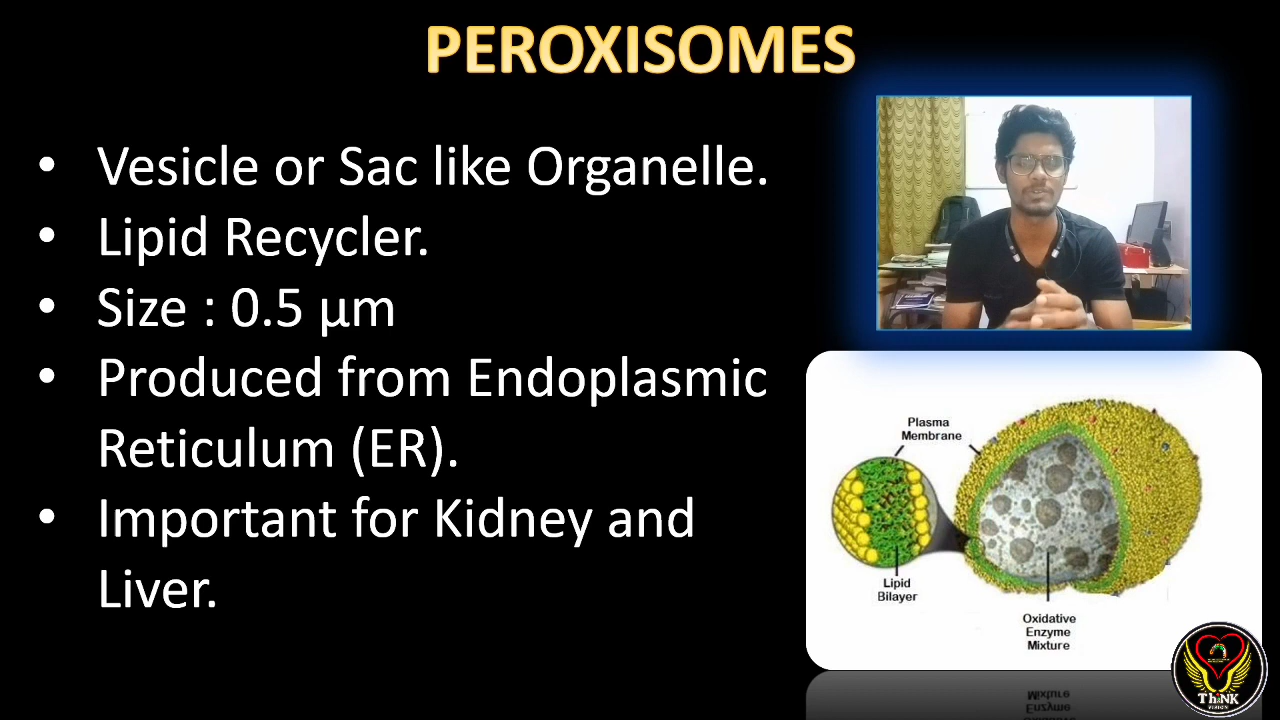 PEROXISOMES
• Vesicle or Sac like Organelle.
• Lipid Recycler.
• Size : 0.5 µm
• Produced from Endoplasmic
Reticulum (ER).
• Important for Kidney and
Liver.
Plasma
Membrane
Lipid
Bilayer
Oxidative
Enzyme
Mixture
ThiNK
VISION